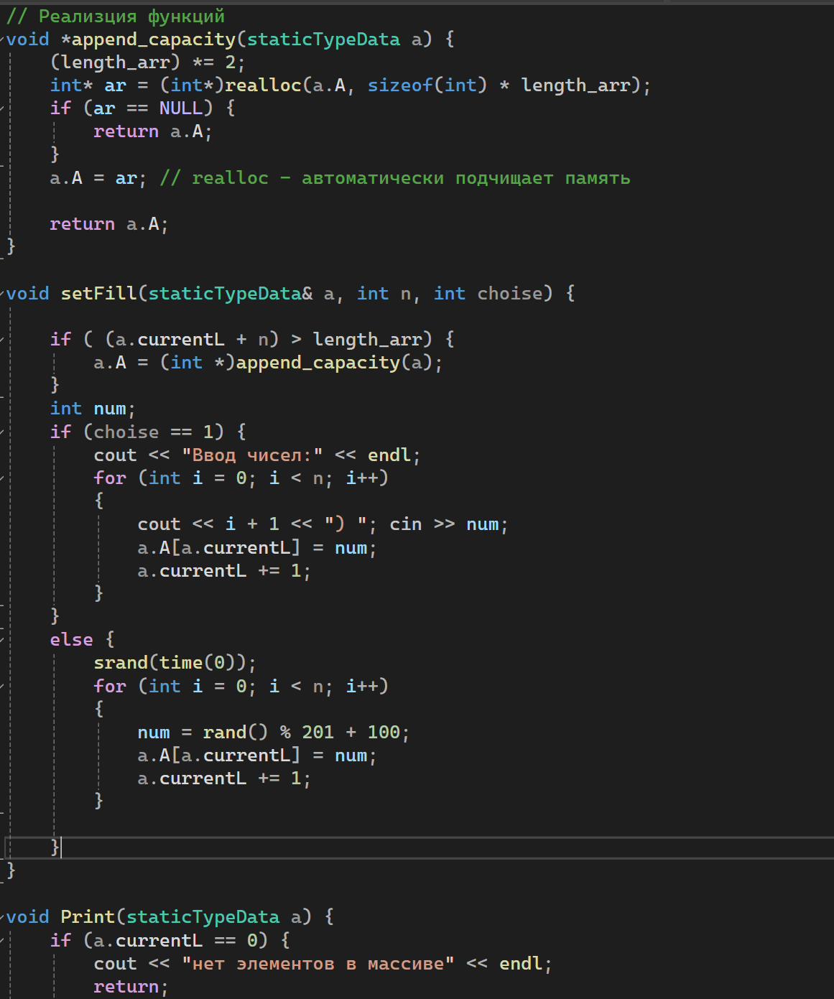 // Реализция функций
void *append_capacity(staticTypeData a) {
    (length_arr) *= 2;
    int* ar = (int*)realloc(a.A, sizeof(int) * length_arr);
    if (ar == NULL) {
        return a.A;
    }
    a.A = ar; // realloc - автоматически подчищает память

    return a.A;
}

void setFill(staticTypeData& a, int n, int choise) {

    if ( (a.currentL + n) > length_arr) {
        a.A = (int *)append_capacity(a);
    }
    int num;
    if (choise == 1) {
        cout << "Ввод чисел:" << endl;
        for (int i = 0; i < n; i++)
        {
            cout << i + 1 << ") "; cin >> num;
            a.A[a.currentL] = num;
            a.currentL += 1;
        }
    }
    else {
        srand(time(0));
        for (int i = 0; i < n; i++)
        {
            num = rand() % 201 + 100;
            a.A[a.currentL] = num;
            a.currentL += 1;
        }

    }
}

void Print(staticTypeData a) {
    if (a.currentL == 0) {
        cout << "нет элементов в массиве" << endl;
        return;